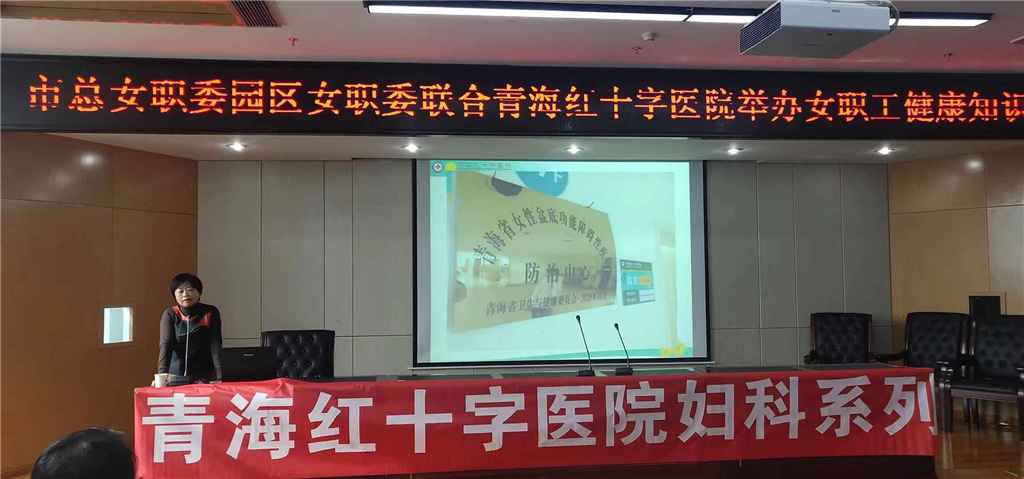 市总女职委园区女职委联合青海红十字医院举办女职工健康知识
青海省女性盆底功能障碍性疾病
防治中心
青海省卫生与健康委员会
青海红十字医院妇科系列